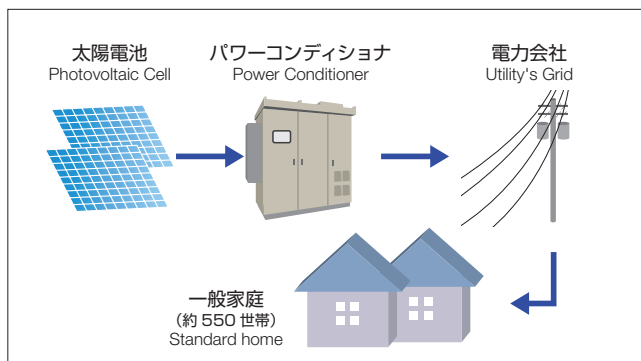 太陽電池
Photovoltaic Cell
パワーコンディショナ
Power Conditioner
電力会社
Utility's Grid
一般家庭
（約 550 世帯）
Standard home